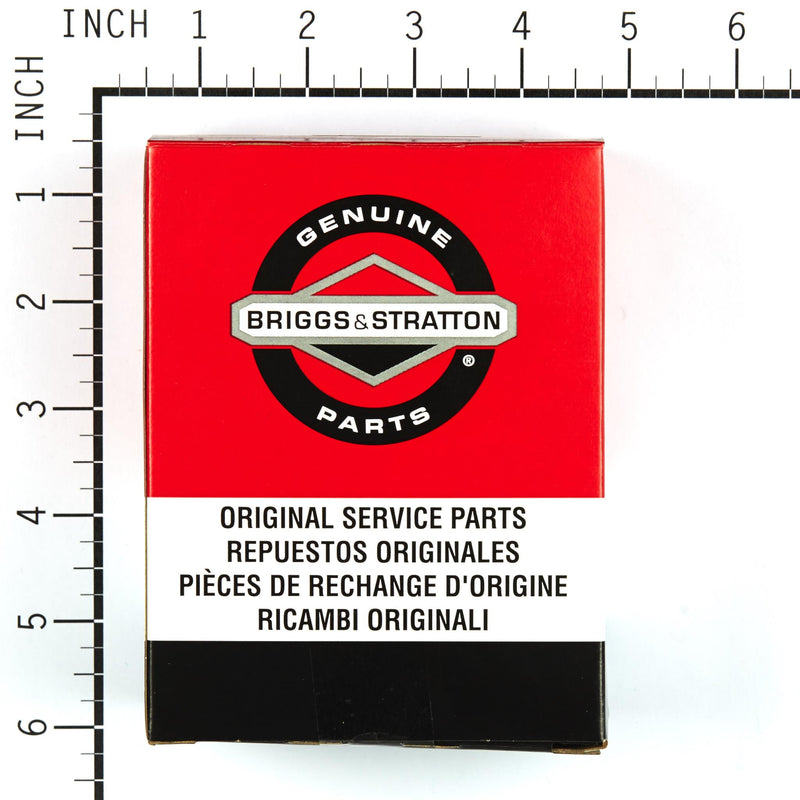 INCH 1 2 3 4 5 6
INCH
1
2
3
4
5
6
GENUINE
BRIGGS & STRATTON
®
PARTS
ORIGINAL SERVICE PARTS
REPUESTOS ORIGINALES
PIÈCES DE RECHANGE D'ORIGINE
RICAMBI ORIGINALI